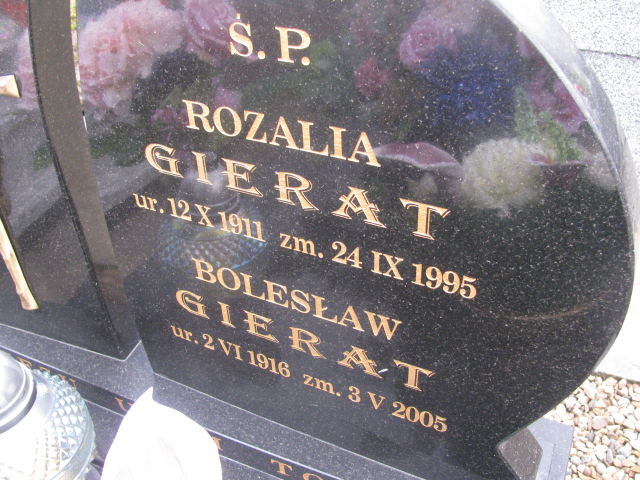 Ś.P.
ROZALIA
GIERAT
ur. 12 X 1911 zm. 24 IX 1995
BOLESŁAW
GIERAT
ur. 2 VI 1916 zm. 3 V 2005